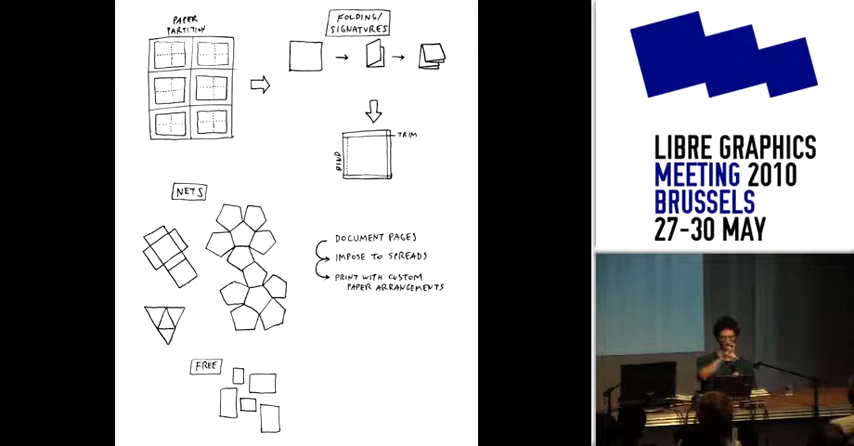 PAPER
PARTITION
FOLDING/
SIGNATURES
TRIM
BIND
NETS
DOCUMENT PAGES
IMPOSE TO SPREADS
PRINT WITH CUSTOM
PAPER ARRANGEMENTS
FREE
LIBRE GRAPHICS
MEETING 2010
BRUSSELS
27-30 MAY